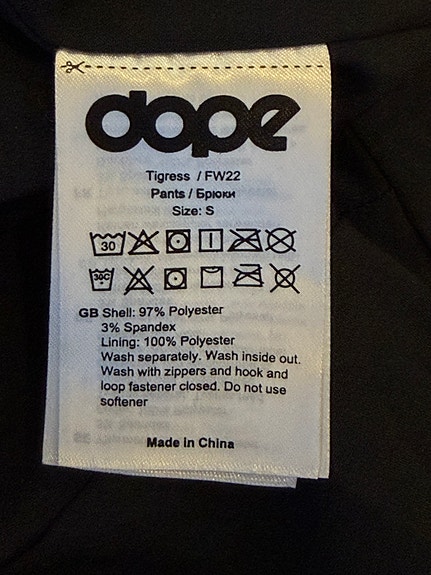 dope
Tigress / FW22
Pants / Брюки
Size: S
30
30C
GB Shell: 97% Polyester
3% Spandex
Lining: 100% Polyester
Wash separately. Wash inside out.
Wash with zippers and hook and
loop fastener closed. Do not use
softener
Made in China